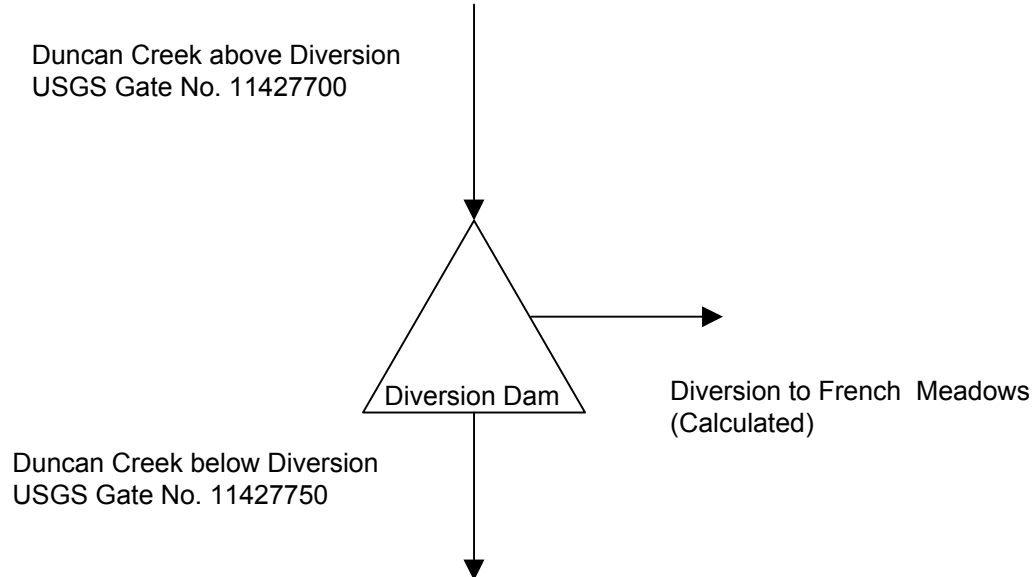 Duncan Creek above Diversion
USGS Gate No. 11427700
Diversion Dam
Diversion to French Meadows
(Calculated)
Duncan Creek below Diversion
USGS Gate No. 11427750